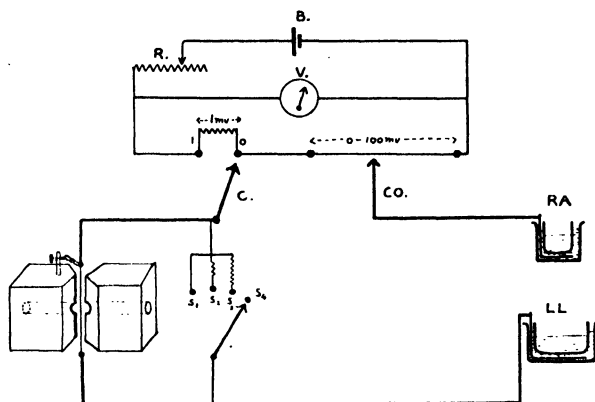 B.
R.
V.
1mv
1
0
0-100mv
C.
CO.
RA
S₁
S₂
S₃
S₄
LL